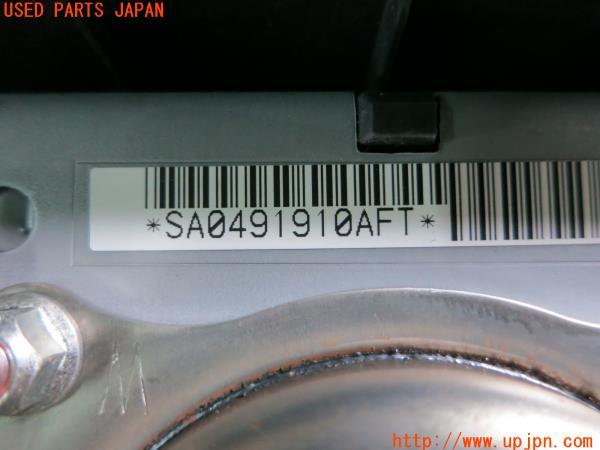 USED PARTS JAPAN
*SA0491910AFT*
M
http://www.upjpn.com/